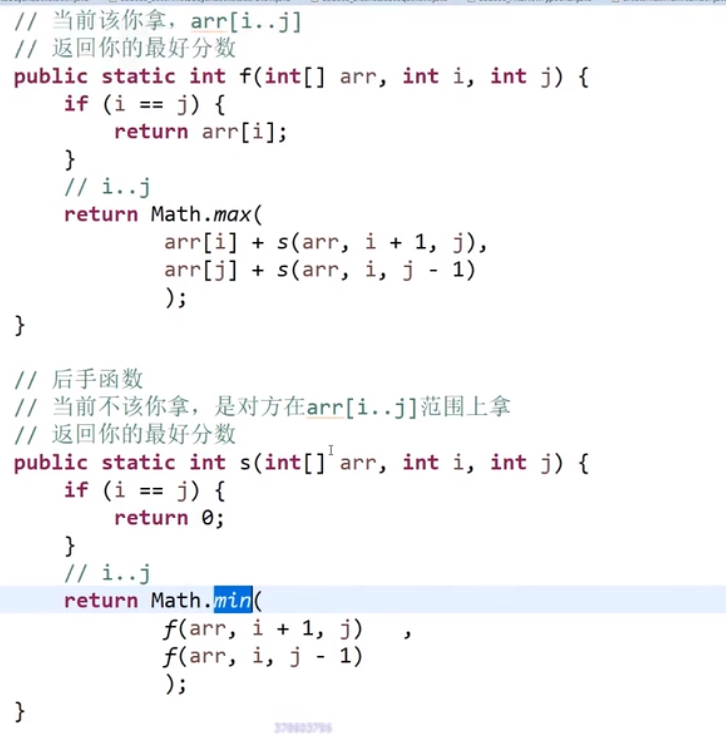 // 当前该你拿，arr[i..j]
// 返回你的最好分数
public static int f(int[] arr, int i, int j) {
if (i == j) {
return arr[i];
}
// i..j
return Math.max(
arr[i] + s(arr, i + 1, j),
arr[j] + s(arr, i, j - 1)
);
}
// 后手函数
// 当前不该你拿，是对方在arr[i..j]范围上拿
// 返回你的最好分数
public static int s(int[] arr, int i, int j) {
if (i == j) {
return 0;
}
// i..j
return Math.min(
f(arr, i + 1, j) ,
f(arr, i, j - 1)
);
}